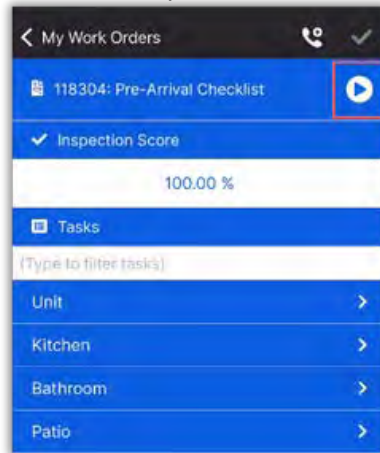 My Work Orders
118304: Pre-Arrival Checklist
Inspection Score
100.00 %
Tasks
(Type to filter tasks)
Unit
Kitchen
Bathroom
Patio